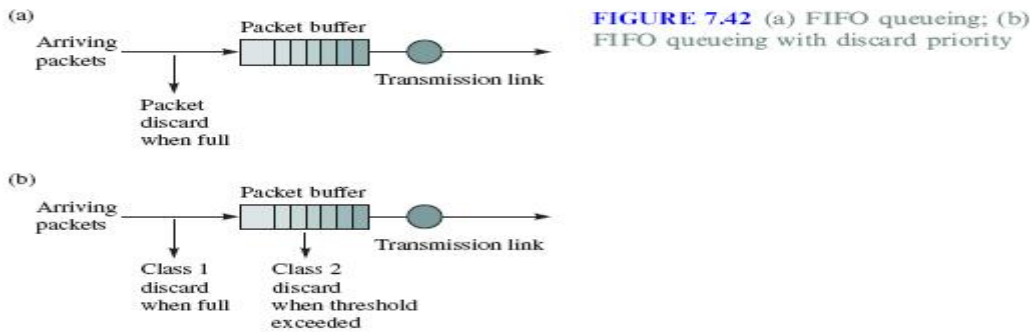 (a)
Packet buffer
Arriving
packets
Transmission link
Packet
discard
when full
FIGURE 7.42 (a) FIFO queueing; (b)
FIFO queueing with discard priority
(b)
Packet buffer
Arriving
packets
Transmission link
Class 1
discard
when full
Class 2
discard
when threshold
exceeded